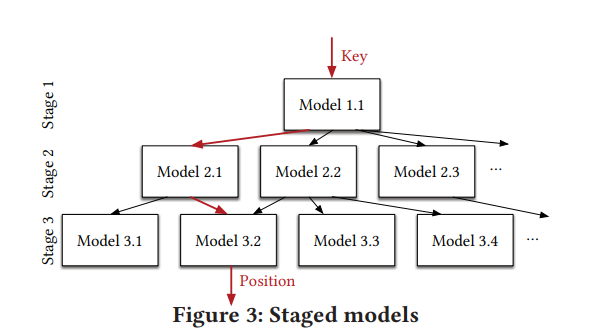 Key
Stage 1
Model 1.1
Stage 2
Model 2.1
Model 2.2
Model 2.3
...
Stage 3
Model 3.1
Model 3.2
Model 3.3
Model 3.4
...
Position
Figure 3: Staged models